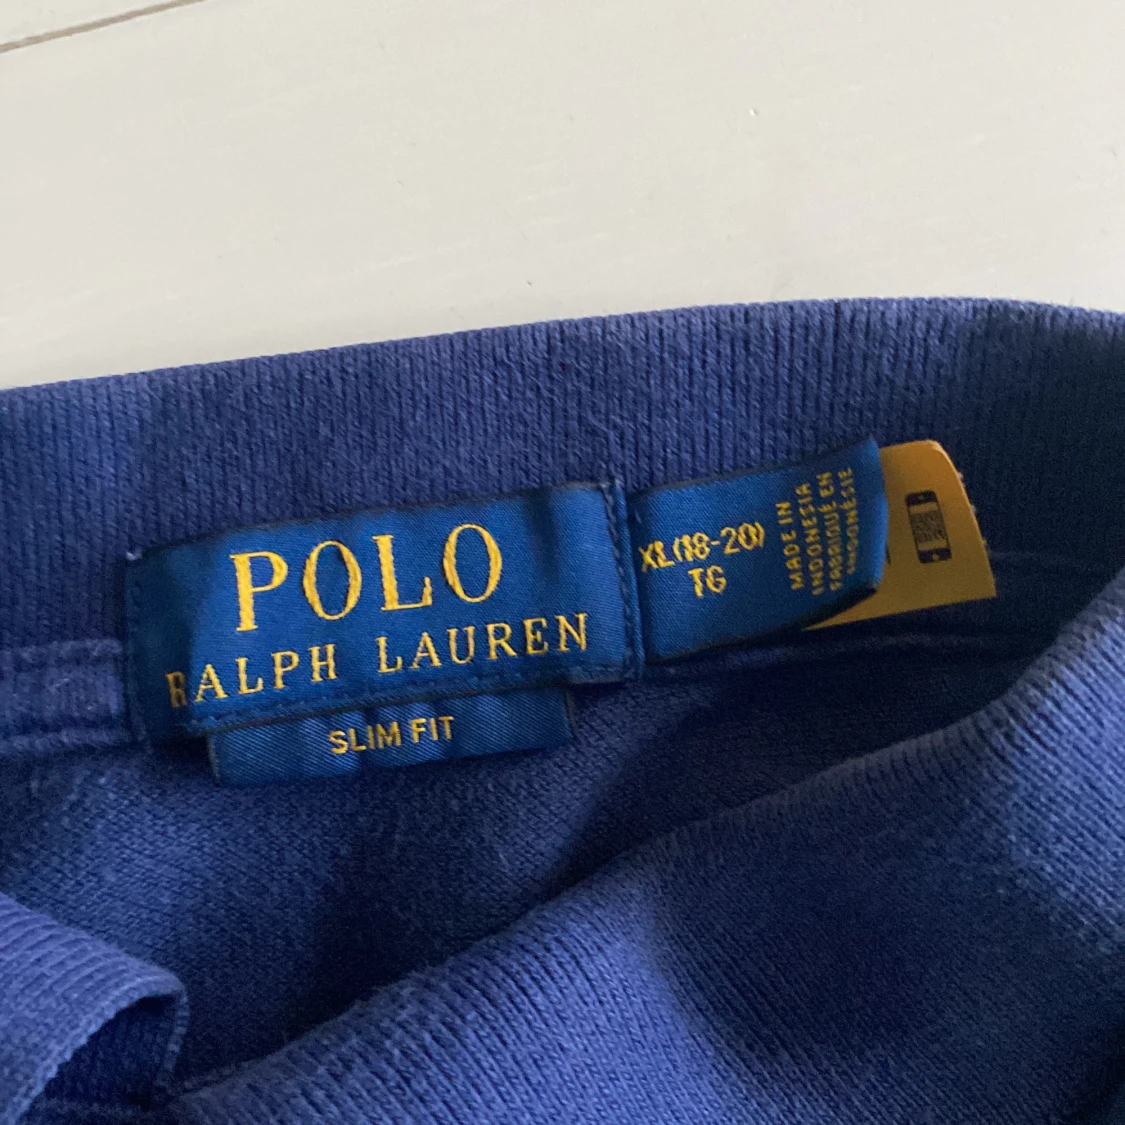 POLO
RALPH LAUREN
SLIM FIT
XL(18-20)
TG
MADE IN
INDONESIA
FABRIQUÉ EN
INDONÉSIE